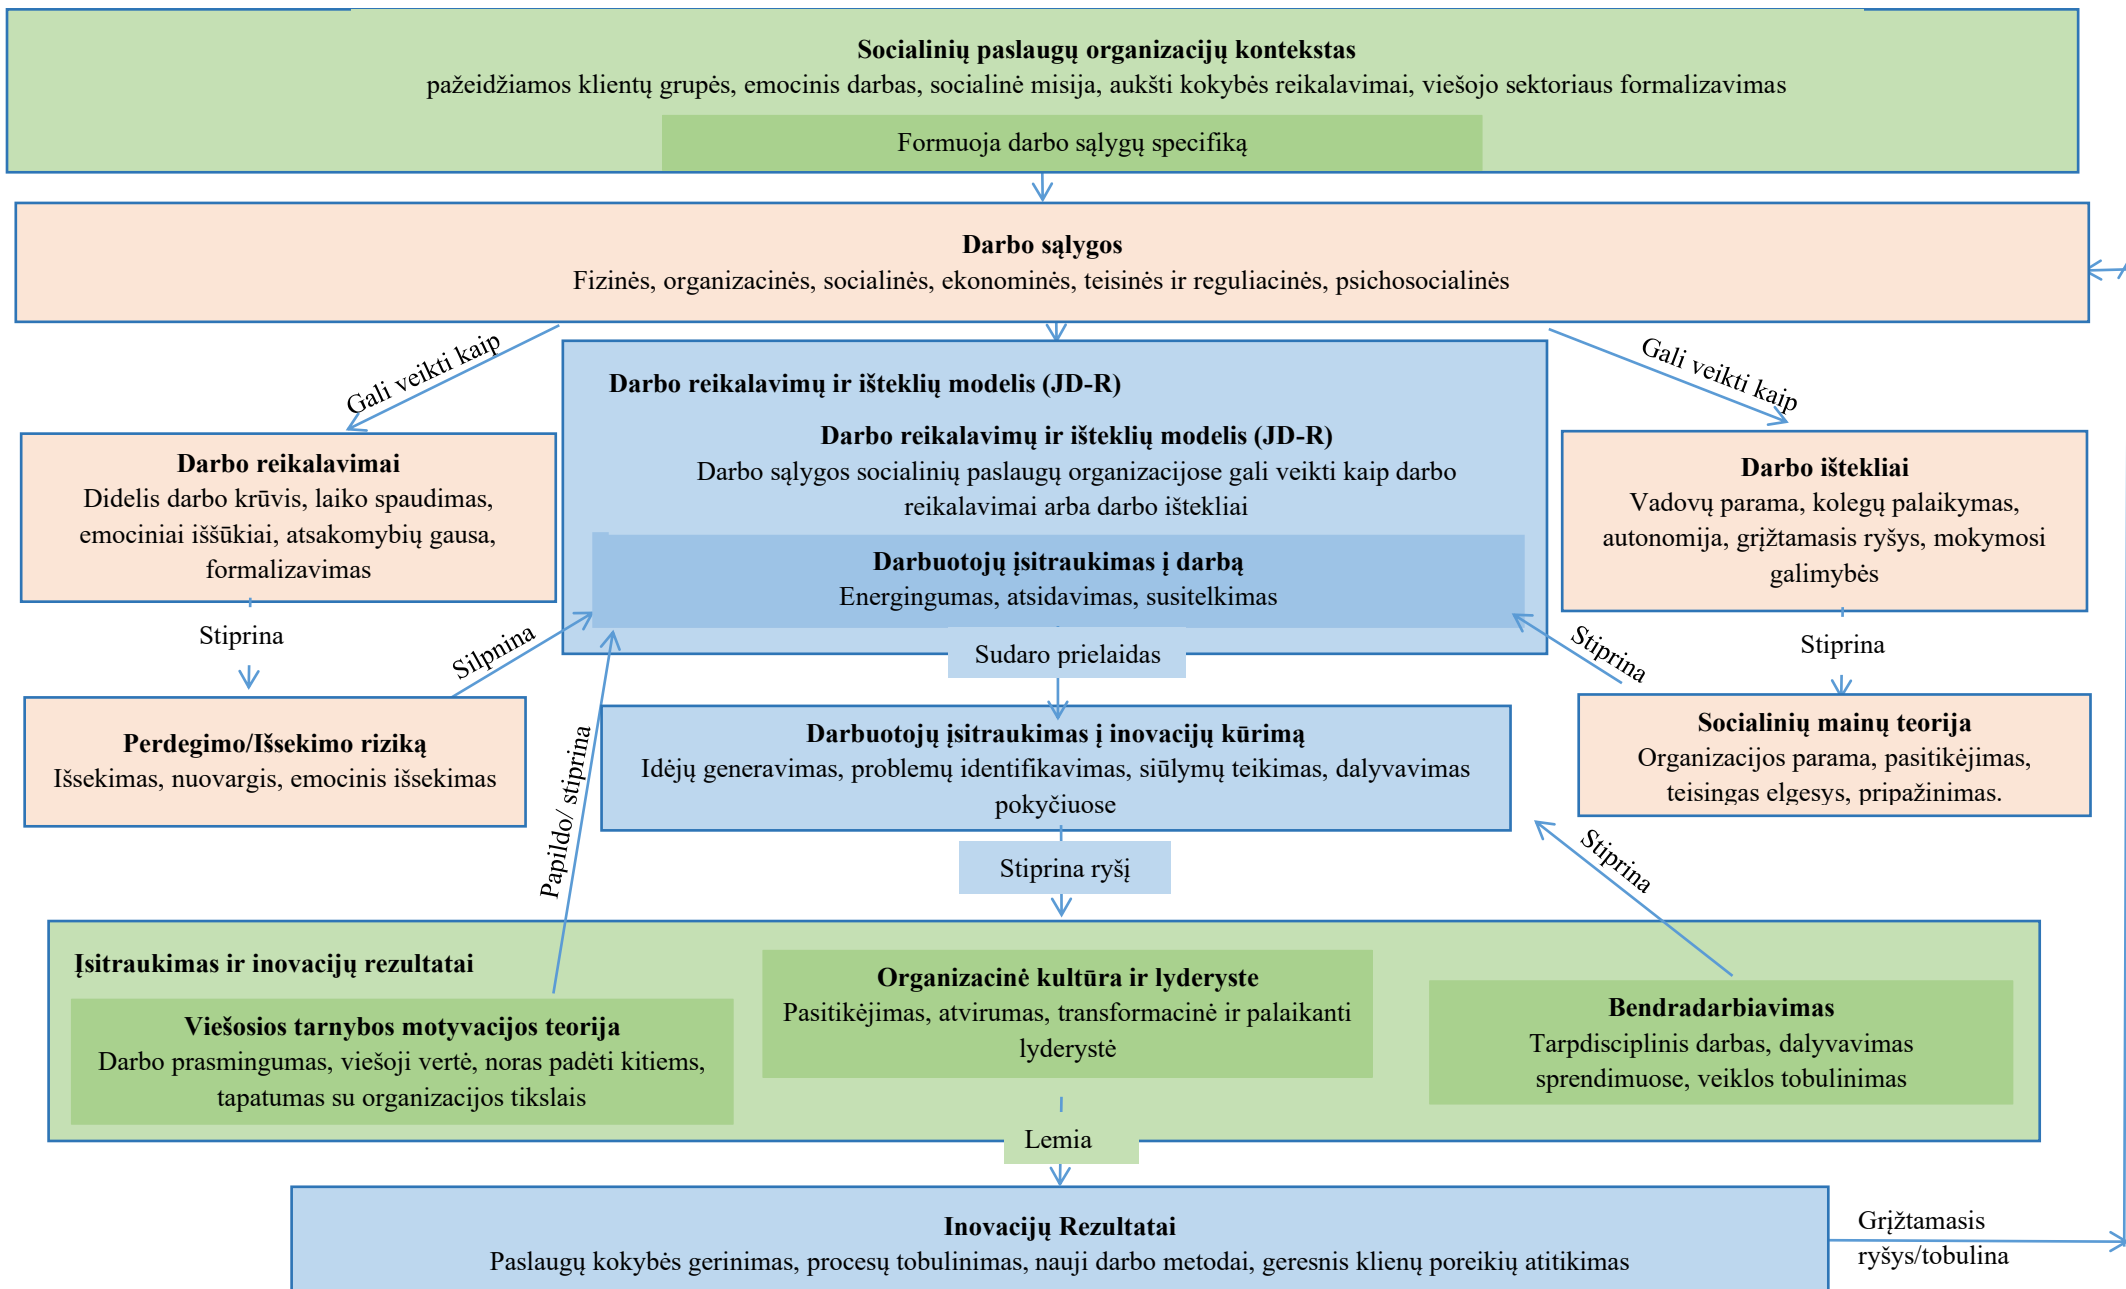 Socialinių paslaugų organizacijų kontekstas
pažeidžiamos klientų grupės, emocinis darbas, socialinė misija, aukšti kokybės reikalavimai, viešojo sektoriaus formalizavimas
Formuoja darbo sąlygų specifiką
Darbo sąlygos
Fizinės, organizacinės, socialinės, ekonominės, teisinės ir reguliacinės, psichosocialinės
Gali veikti kaip
Gali veikti kaip
Darbo reikalavimų ir išteklių modelis (JD-R)
Darbo reikalavimų ir išteklių modelis (JD-R)
Darbo sąlygos socialinių paslaugų organizacijose gali veikti kaip darbo
reikalavimai arba darbo ištekliai
Darbo reikalavimai
Didelis darbo krūvis, laiko spaudimas,
emociniai iššūkiai, atsakomybių gausa,
formalizavimas
Darbo ištekliai
Vadovų parama, kolegų palaikymas,
autonomija, grįžtamasis ryšys, mokymosi
galimybės
Darbuotojų įsitraukimas į darbą
Energingumas, atsidavimas, susitelkimas
Stiprina
Silpnina
Sudaro prielaidas
Stiprina
Stiprina
Perdegimo/Išsekimo riziką
Išsekimas, nuovargis, emocinis išsekimas
Papildo/ stiprina
Darbuotojų įsitraukimas į inovacijų kūrimą
Idėjų generavimas, problemų identifikavimas, siūlymų teikimas, dalyvavimas
pokyčiuose
Socialinių mainų teorija
Organizacijos parama, pasitikėjimas,
teisingas elgesys, pripažinimas.
Stiprina ryšį
Stiprina
Įsitraukimas ir inovacijų rezultatai
Viešosios tarnybos motyvacijos teorija
Darbo prasmingumas, viešoji vertė, noras padėti kitiems,
tapatumas su organizacijos tikslais
Organizacinė kultūra ir lyderyste
Pasitikėjimas, atvirumas, transformacinė ir palaikanti
lyderystė
Bendradarbiavimas
Tarpdisciplinis darbas, dalyvavimas
sprendimuose, veiklos tobulinimas
Lemia
Inovacijų Rezultatai
Paslaugų kokybės gerinimas, procesų tobulinimas, nauji darbo metodai, geresnis klienų poreikių atitikimas
Grįžtamasis
ryšys/tobulina